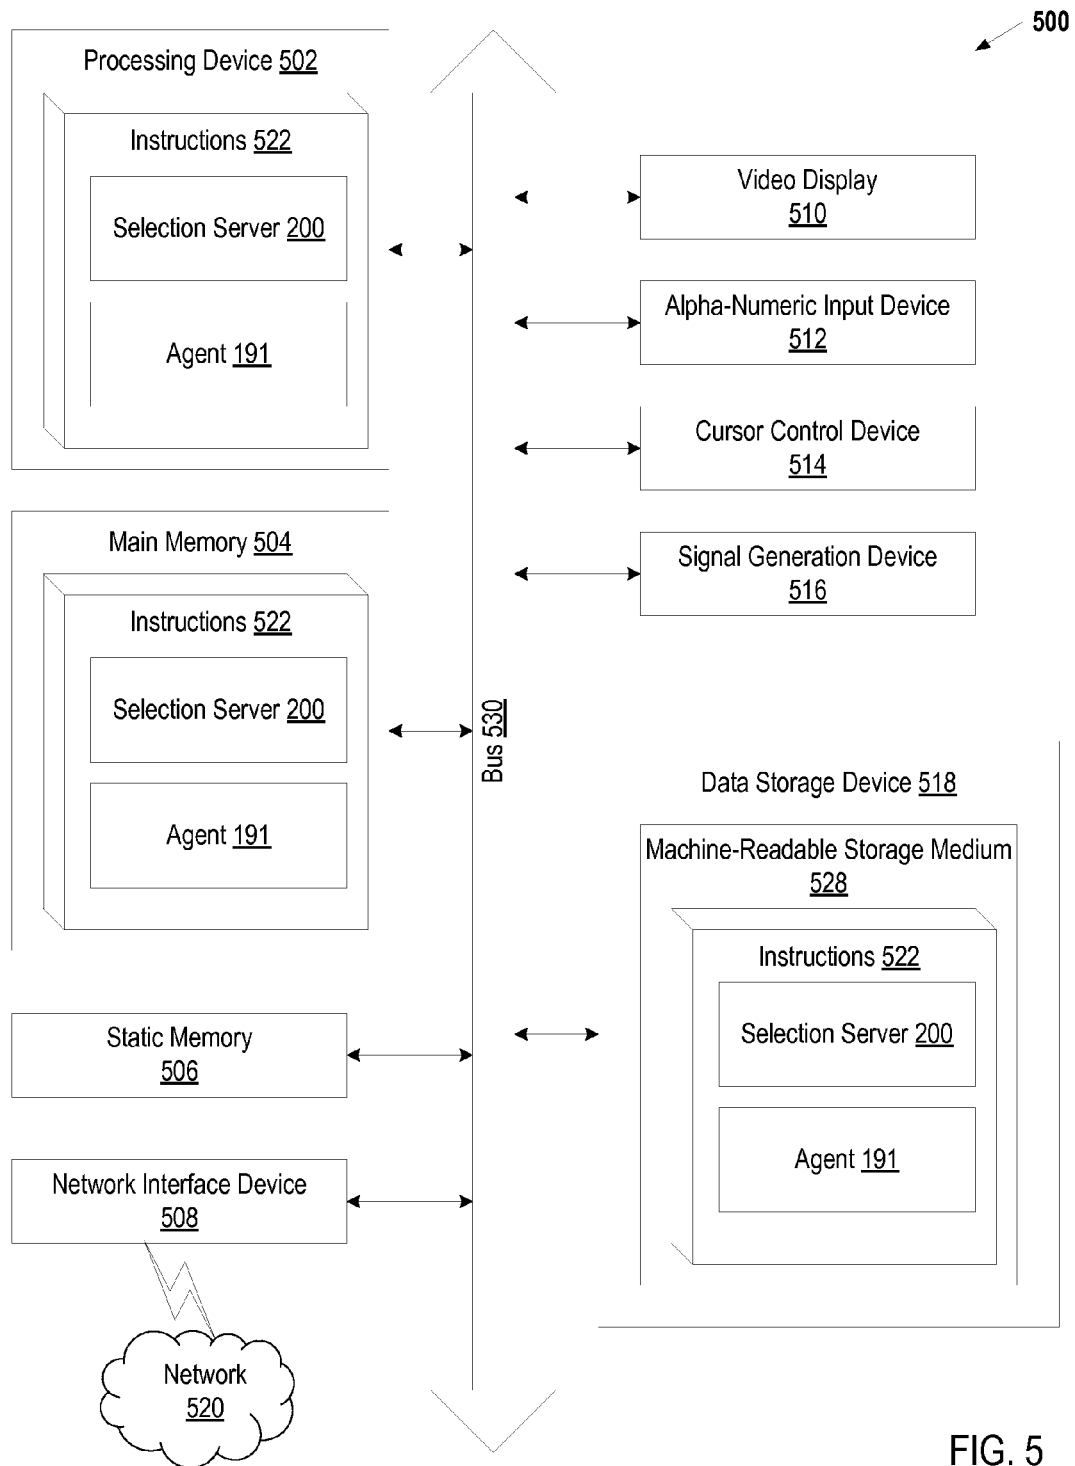 500
Processing Device 502
Instructions 522
Selection Server 200
Agent 191
Video Display
510
Alpha-Numeric Input Device
512
Cursor Control Device
514
Signal Generation Device
516
Main Memory 504
Instructions 522
Selection Server 200
Agent 191
Bus 530
Data Storage Device 518
Machine-Readable Storage Medium
528
Instructions 522
Selection Server 200
Agent 191
Static Memory
506
Network Interface Device
508
Network
520
FIG. 5